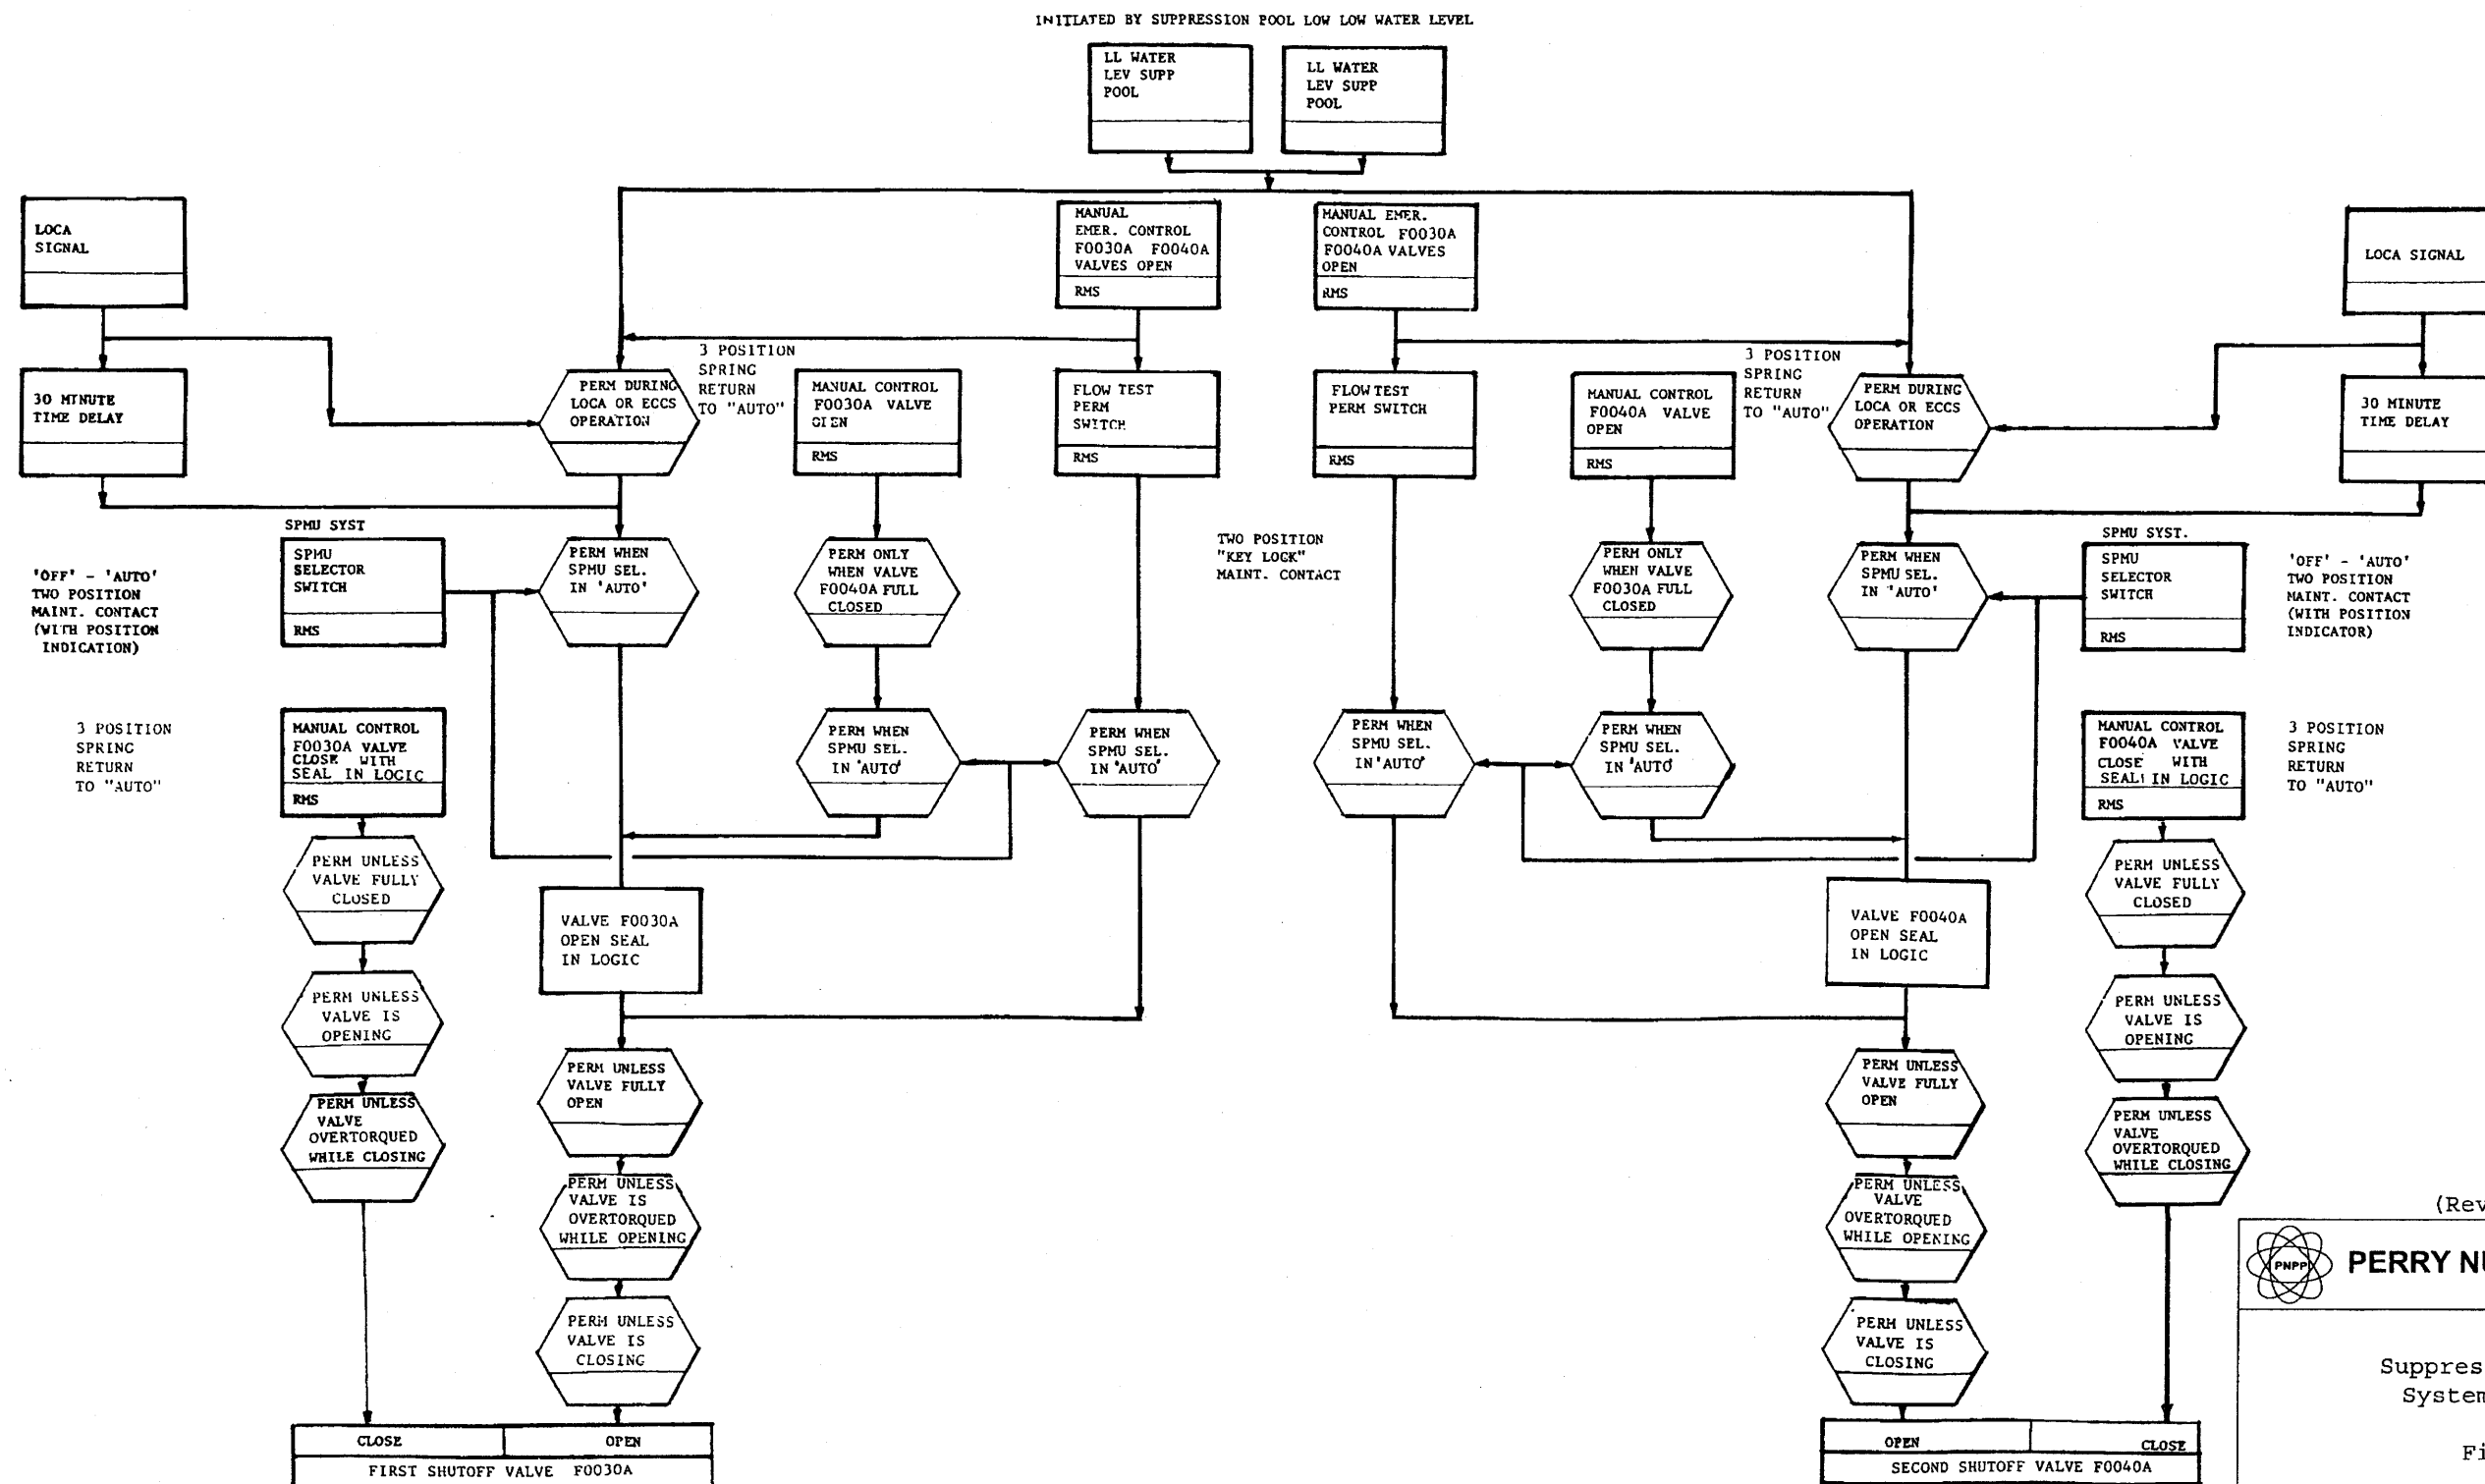 INITIATED BY SUPPRESSION POOL LOW LOW WATER LEVEL
LL WATER
LEV SUPP
POOL
LL WATER
LEV SUPP
POOL
LOCA
SIGNAL
MANUAL
EMER. CONTROL
F0030A F0040A
VALVES OPEN
RMS
MANUAL EMER.
CONTROL F0030A
F0040A VALVES
OPEN
RMS
LOCA SIGNAL
30 MINUTE
TIME DELAY
PERM DURING
LOCA OR ECCS
OPERATION
3 POSITION
SPRING
RETURN
TO "AUTO"
MANUAL CONTROL
F0030A VALVE
RMS
FLOW TEST
PERM
SWITCH
RMS
FLOW TEST
PERM SWITCH
RMS
MANUAL CONTROL
F0040A VALVE
OPEN
RMS
3 POSITION
SPRING
RETURN
TO "AUTO"
PERM DURING
LOCA OR ECCS
OPERATION
30 MINUTE
TIME DELAY
'OFF' - 'AUTO'
TWO POSITION
MAINT. CONTACT
(WITH POSITION
INDICATION)
SPMU SYST
SPMU
SELECTOR
SWITCH
RMS
PERM WHEN
SPMU SEL.
IN 'AUTO'
PERM ONLY
WHEN VALVE
F0040A FULL
CLOSED
TWO POSITION
"KEY LOCK"
MAINT. CONTACT
PERM ONLY
WHEN VALVE
F0030A FULL
CLOSED
PERM WHEN
SPMU SEL.
IN 'AUTO'
SPMU SYST.
SPMU
SELECTOR
SWITCH
RMS
'OFF' - 'AUTO'
TWO POSITION
MAINT. CONTACT
(WITH POSITION
INDICATOR)
3 POSITION
SPRING
RETURN
TO "AUTO"
MANUAL CONTROL
F0030A VALVE
CLOSE WITH
SEAL IN LOGIC
RMS
PERM WHEN
SPMU SEL.
IN 'AUTO'
PERM WHEN
SPMU SEL.
IN 'AUTO'
PERM WHEN
SPMU SEL.
IN 'AUTO'
PERM WHEN
SPMU SEL.
IN 'AUTO'
MANUAL CONTROL
F0040A VALVE
CLOSE WITH
SEAL IN LOGIC
RMS
3 POSITION
SPRING
RETURN
TO "AUTO"
PERM UNLESS
VALVE FULLY
CLOSED
VALVE F0030A
OPEN SEAL
IN LOGIC
VALVE F0040A
OPEN SEAL
IN LOGIC
PERM UNLESS
VALVE FULLY
CLOSED
PERM UNLESS
VALVE IS
OPENING
PERM UNLESS
VALVE FULLY
OPEN
PERM UNLESS
VALVE FULLY
OPEN
PERM UNLESS
VALVE IS
OPENING
PERM UNLESS
VALVE
OVERTORQUED
WHILE CLOSING
PERM UNLESS
VALVE IS
OVERTORQUED
WHILE OPENING
PERM UNLESS
VALVE
OVERTORQUED
WHILE OPENING
PERM UNLESS
VALVE
OVERTORQUED
WHILE CLOSING
PERM UNLESS
VALVE IS
CLOSING
PERM UNLESS
VALVE IS
CLOSING
CLOSE OPEN
FIRST SHUTOFF VALVE F0030A
OPEN CLOSE
SECOND SHUTOFF VALVE F0040A
(Rev
PNPP
PERRY NU
Suppres
System
Fi